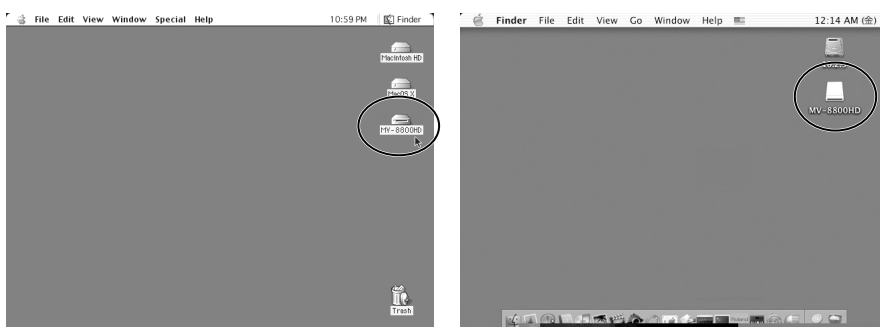 File Edit View Window Special Help 10:59 PM Finder
Macintosh HD
MacOS X
MV-8800HD
Trash
Finder File Edit View Go Window Help 12:14 AM (金)
MV-8800HD